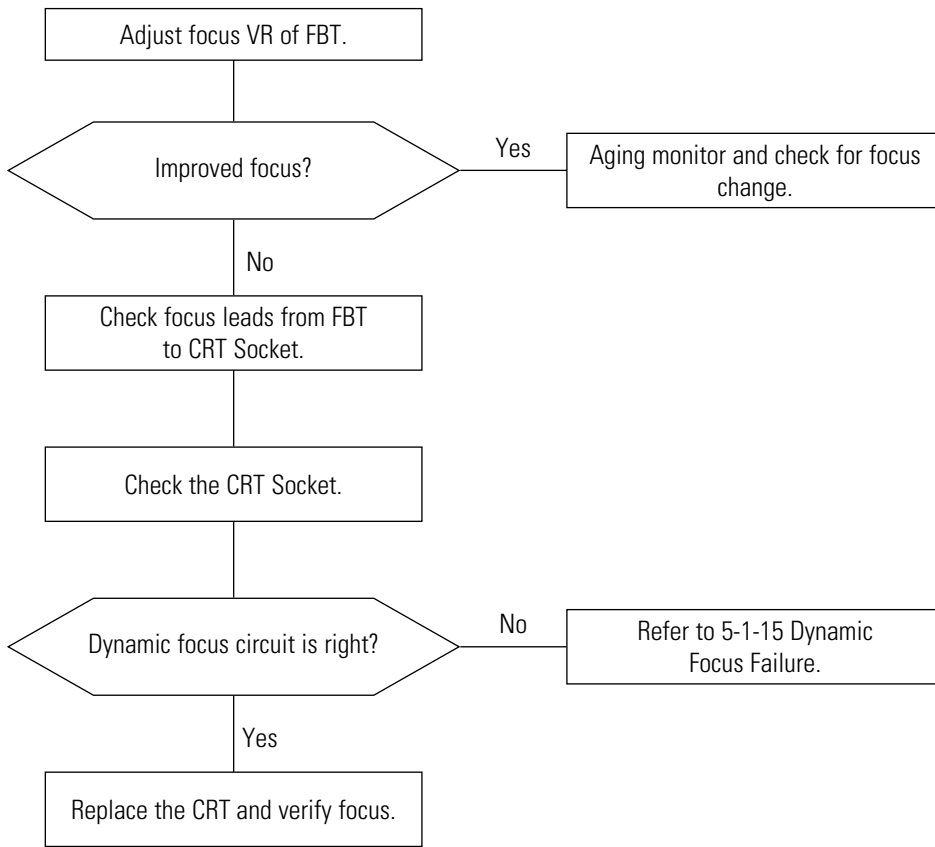 Adjust focus VR of FBT.
Improved focus?
Yes
Aging monitor and check for focus
change.
No
Check focus leads from FBT
to CRT Socket.
Check the CRT Socket.
Dynamic focus circuit is right?
No
Refer to 5-1-15 Dynamic
Focus Failure.
Yes
Replace the CRT and verify focus.